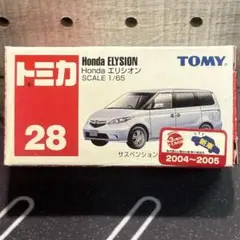 トミカ
Honda ELYSION
Honda エリシオン
SCALE 1/65
TOMY
28
サスペンション
2004~2005